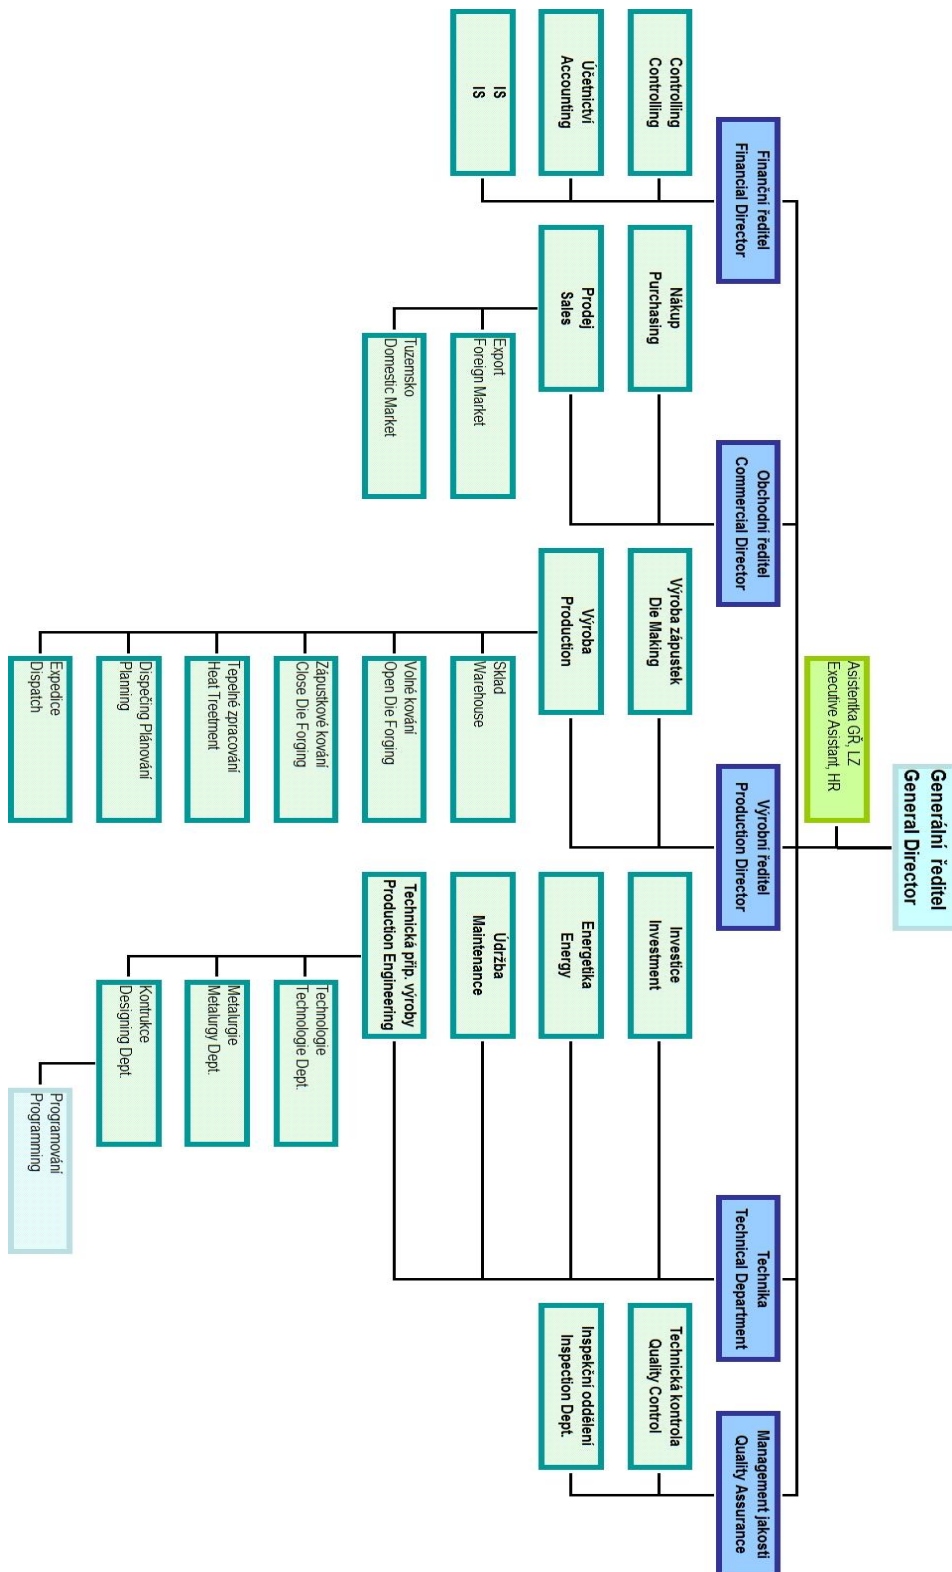 Generální ředitel
General Director
Asistentka GŘ, LZ
Executive Asistant, HR
Finanční ředitel
Financial Director
Controlling
Controlling
Účetnictví
Accounting
IS
IS
Obchodní ředitel
Commercial Director
Nákup
Purchasing
Prodej
Sales
Export
Foreign Market
Tuzemsko
Domestic Market
Výrobní ředitel
Production Director
Výroba zápustek
Die Making
Výroba
Production
Sklad
Warehouse
Volné kování
Open Die Forging
Zápustkové kování
Close Die Forging
Tepelné zpracování
Heat Treetment
Dispečing Plánování
Planning
Expedice
Dispatch
Technika
Technical Department
Investice
Investment
Energetika
Energy
Údržba
Maintenance
Technická příp. výroby
Production Engineering
Technologie
Technologie Dept.
Metalurgie
Metalurgy Dept.
Kontrukce
Designing Dept.
Programování
Programming
Management jakosti
Quality Assurance
Technická kontrola
Quality Control
Inspekční oddělení
Inspection Dept.